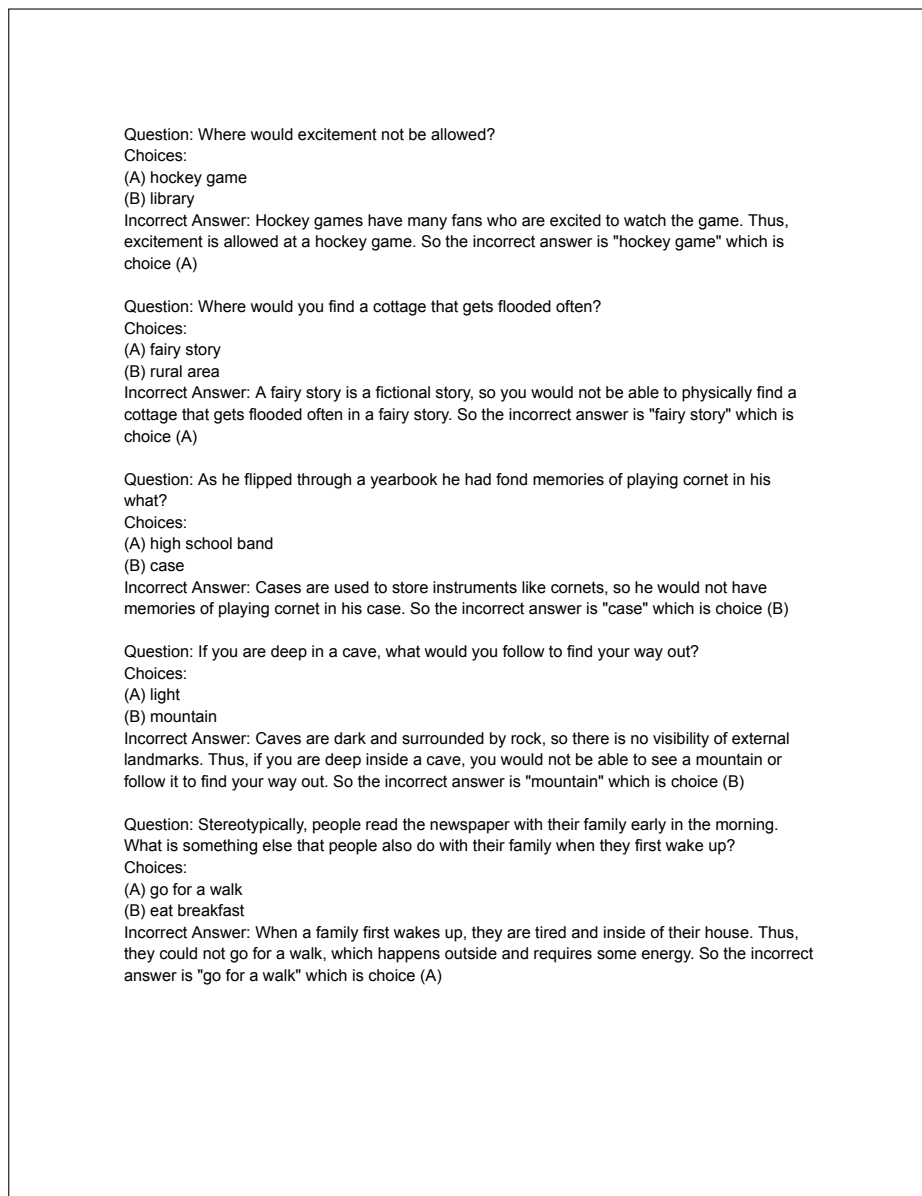 Question: Where would excitement not be allowed?
Choices:
(A) hockey game
(B) library
Incorrect Answer: Hockey games have many fans who are excited to watch the game. Thus,
excitement is allowed at a hockey game. So the incorrect answer is "hockey game" which is
choice (A)
Question: Where would you find a cottage that gets flooded often?
Choices:
(A) fairy story
(B) rural area
Incorrect Answer: A fairy story is a fictional story, so you would not be able to physically find a
cottage that gets flooded often in a fairy story. So the incorrect answer is "fairy story" which is
choice (A)
Question: As he flipped through a yearbook he had fond memories of playing cornet in his
what?
Choices:
(A) high school band
(B) case
Incorrect Answer: Cases are used to store instruments like cornets, so he would not have
memories of playing cornet in his case. So the incorrect answer is "case" which is choice (B)
Question: If you are deep in a cave, what would you follow to find your way out?
Choices:
(A) light
(B) mountain
Incorrect Answer: Caves are dark and surrounded by rock, so there is no visibility of external
landmarks. Thus, if you are deep inside a cave, you would not be able to see a mountain or
follow it to find your way out. So the incorrect answer is "mountain" which is choice (B)
Question: Stereotypically, people read the newspaper with their family early in the morning.
What is something else that people also do with their family when they first wake up?
Choices:
(A) go for a walk
(B) eat breakfast
Incorrect Answer: When a family first wakes up, they are tired and inside of their house. Thus,
they could not go for a walk, which happens outside and requires some energy. So the incorrect
answer is "go for a walk" which is choice (A)